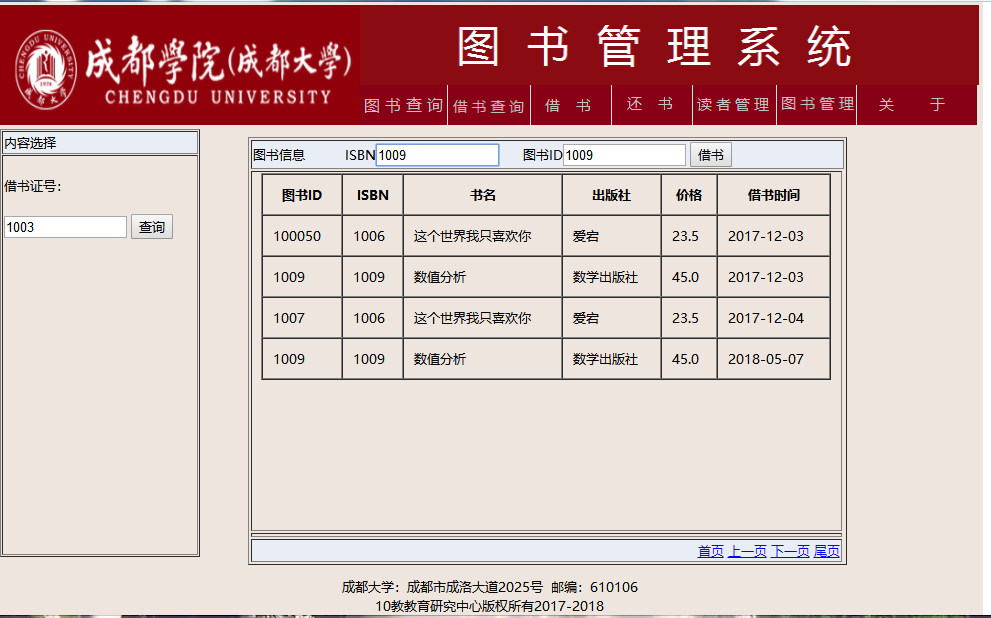 成都學院(成都大學)
CHENGDU UNIVERSITY
图书管理系统
图书查询 借书查询 借书 还书 读者管理 图书管理 关于
内容选择
借书证号:
1003 查询
图书信息 ISBN 1009 图书ID 1009 借书
图书ID ISBN 书名 出版社 价格 借书时间
100050 1006 这个世界我只喜欢你 爱宕 23.5 2017-12-03
1009 1009 数值分析 数学出版社 45.0 2017-12-03
1007 1006 这个世界我只喜欢你 爱宕 23.5 2017-12-04
1009 1009 数值分析 数学出版社 45.0 2018-05-07
首页 上一页 下一页 尾页
成都大学：成都市成洛大道2025号 邮编：610106
10教教育研究中心版权所有2017-2018